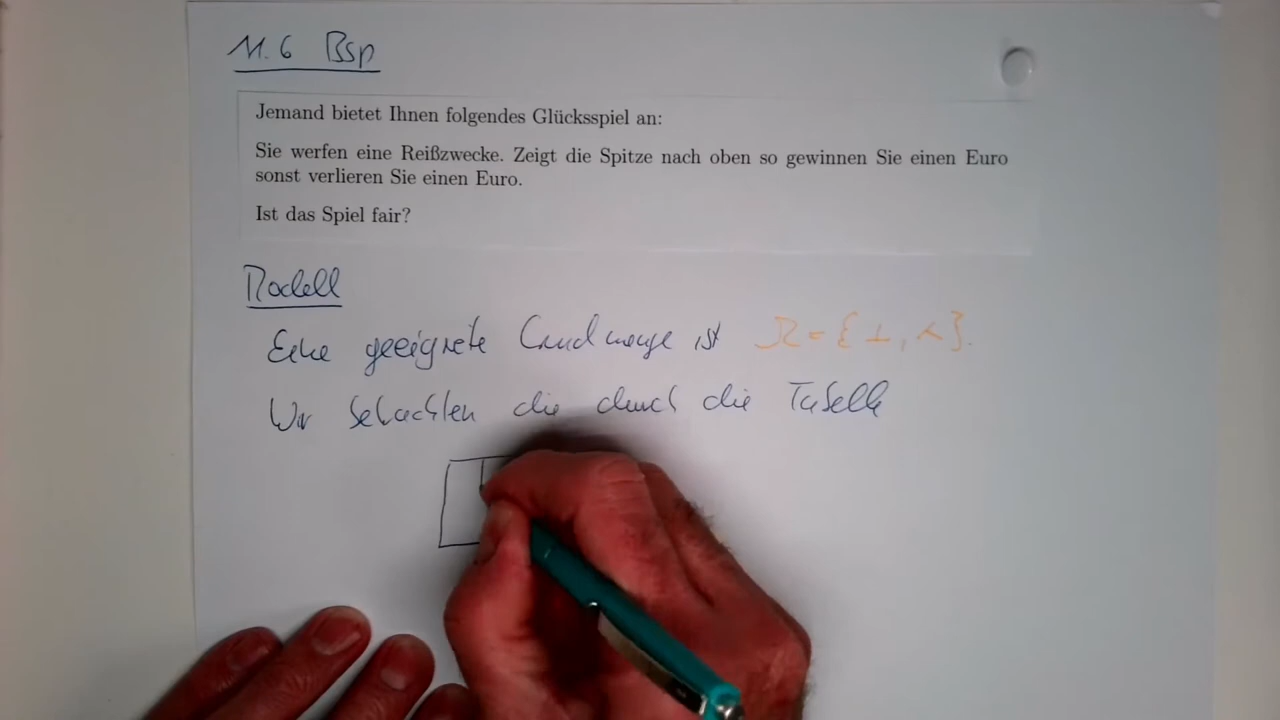 11.6 Bsp
Jemand bietet Ihnen folgendes Glücksspiel an:
Sie werfen eine Reißzwecke. Zeigt die Spitze nach oben so gewinnen Sie einen Euro
sonst verlieren Sie einen Euro.
Ist das Spiel fair?
Modell
Eine geeignete Grundmenge ist Ω = {⊥, ⅄}.
Wir betrachten die durch die Tabelle